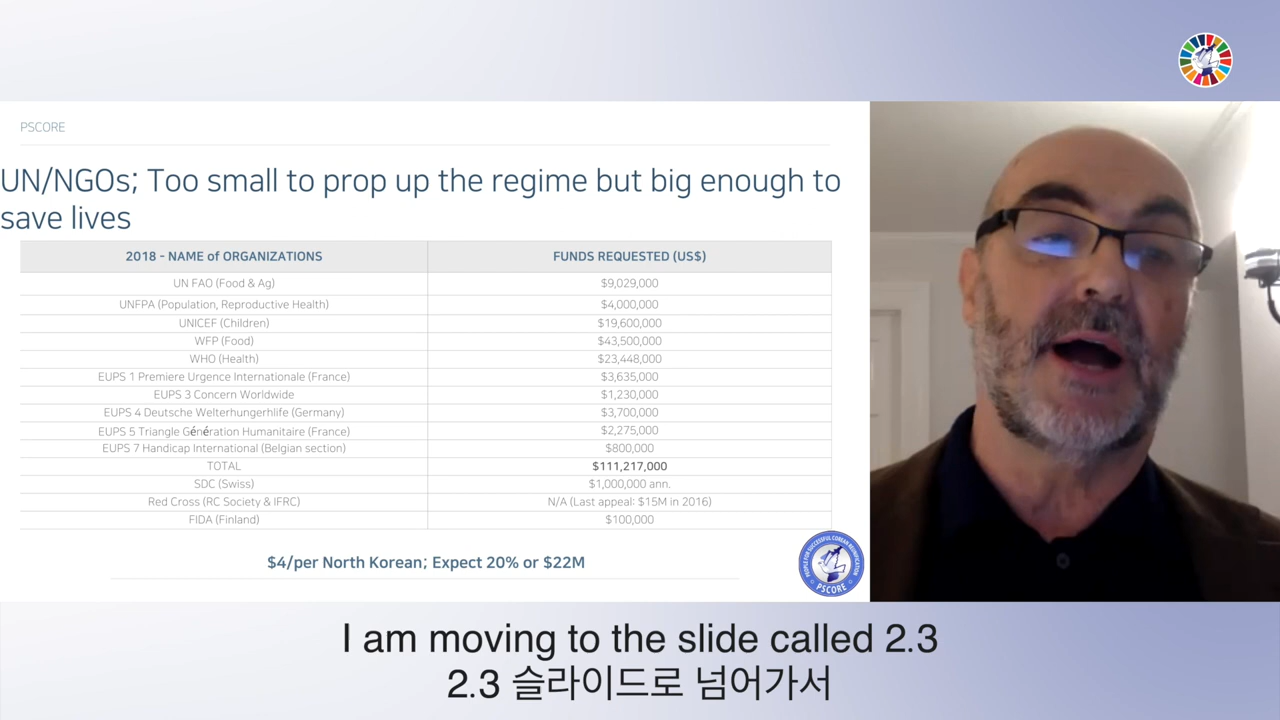 PSCORE
UN/NGOs; Too small to prop up the regime but big enough to
save lives
2018 - NAME of ORGANIZATIONS FUNDS REQUESTED (US$)
UN FAO (Food & Ag) $9,029,000
UNFPA (Population, Reproductive Health) $4,000,000
UNICEF (Children) $19,600,000
WFP (Food) $43,500,000
WHO (Health) $23,448,000
EUPS 1 Premiere Urgence Internationale (France) $3,635,000
EUPS 3 Concern Worldwide $1,230,000
EUPS 4 Deutsche Welterhungerhlife (Germany) $3,700,000
EUPS 5 Triangle Génération Humanitaire (France) $2,275,000
EUPS 7 Handicap International (Belgian section) $800,000
TOTAL $111,217,000
SDC (Swiss) $1,000,000 ann.
Red Cross (RC Society & IFRC) N/A (Last appeal: $15M in 2016)
FIDA (Finland) $100,000
$4/per North Korean; Expect 20% or $22M
PEOPLE FOR SUCCESSFUL COREAN REUNIFICATION
PSCORE
I am moving to the slide called 2.3
2.3 슬라이드로 넘어가서